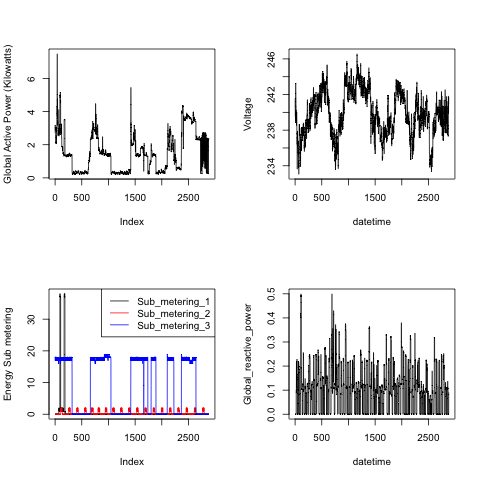 Global Active Power (Kilowatts)
0 2 4 6
0 500 1500 2500
Index
Voltage
234 238 242 246
0 500 1500 2500
datetime
Energy Sub metering
0 10 20 30
Sub_metering_1
Sub_metering_2
Sub_metering_3
0 500 1500 2500
Index
Global_reactive_power
0.0 0.1 0.2 0.3 0.4 0.5
0 500 1500 2500
datetime